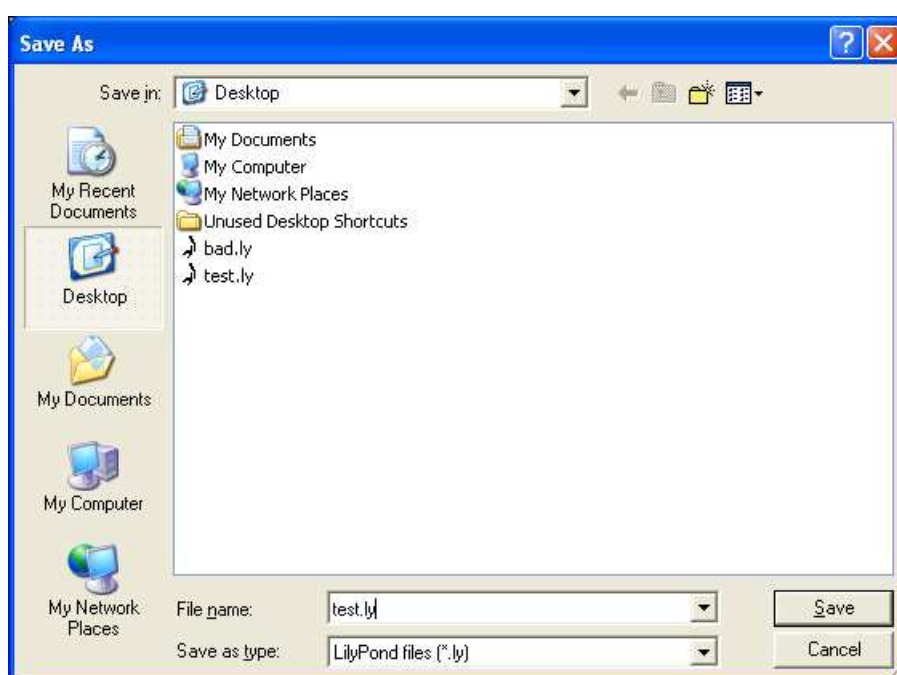 Save As
Save in:
Desktop
My Recent
Documents
Desktop
My Documents
My Computer
My Network
Places
My Documents
My Computer
My Network Places
Unused Desktop Shortcuts
bad.ly
test.ly
File name:
test.ly
Save
Save as type:
LilyPond files (*.ly)
Cancel